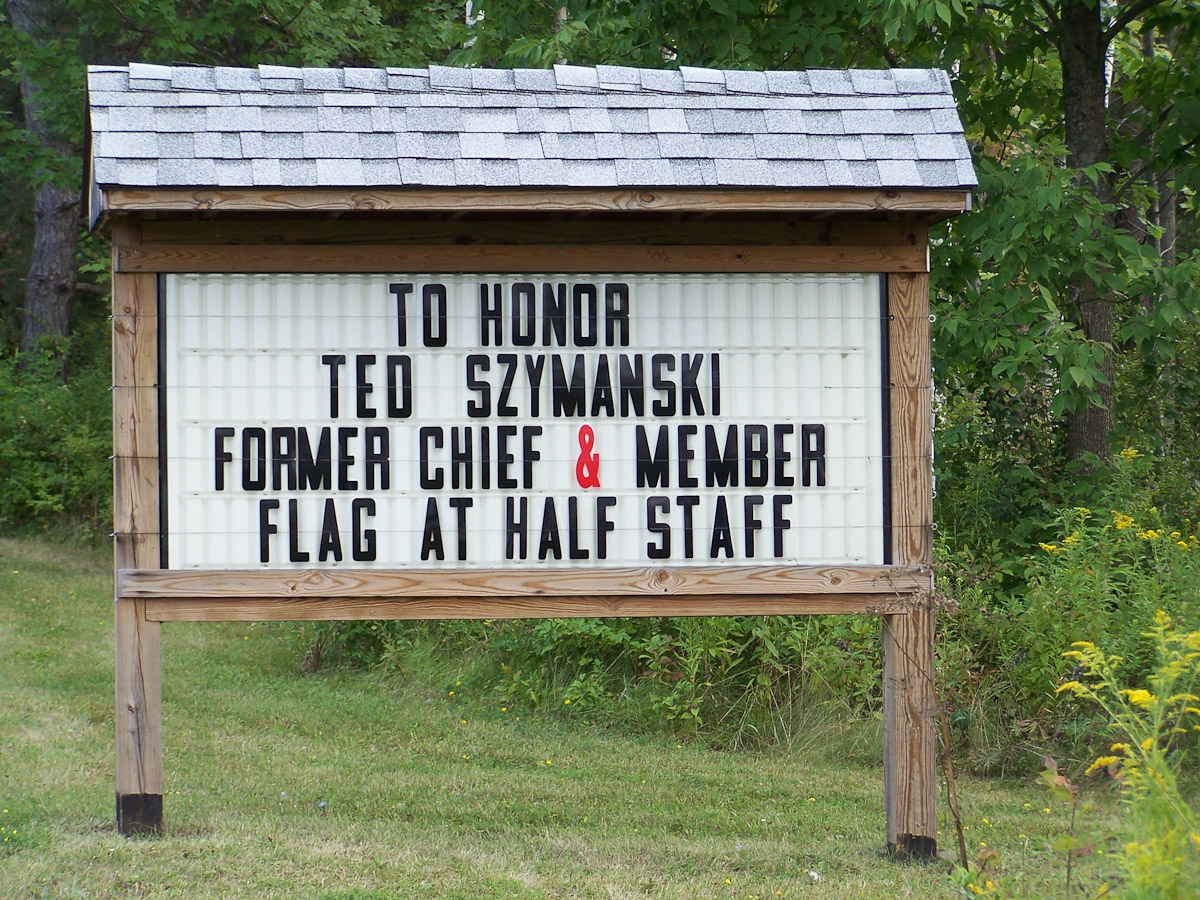 TO HONOR
TED SZYMANSKI
FORMER CHIEF & MEMBER
FLAG AT HALF STAFF